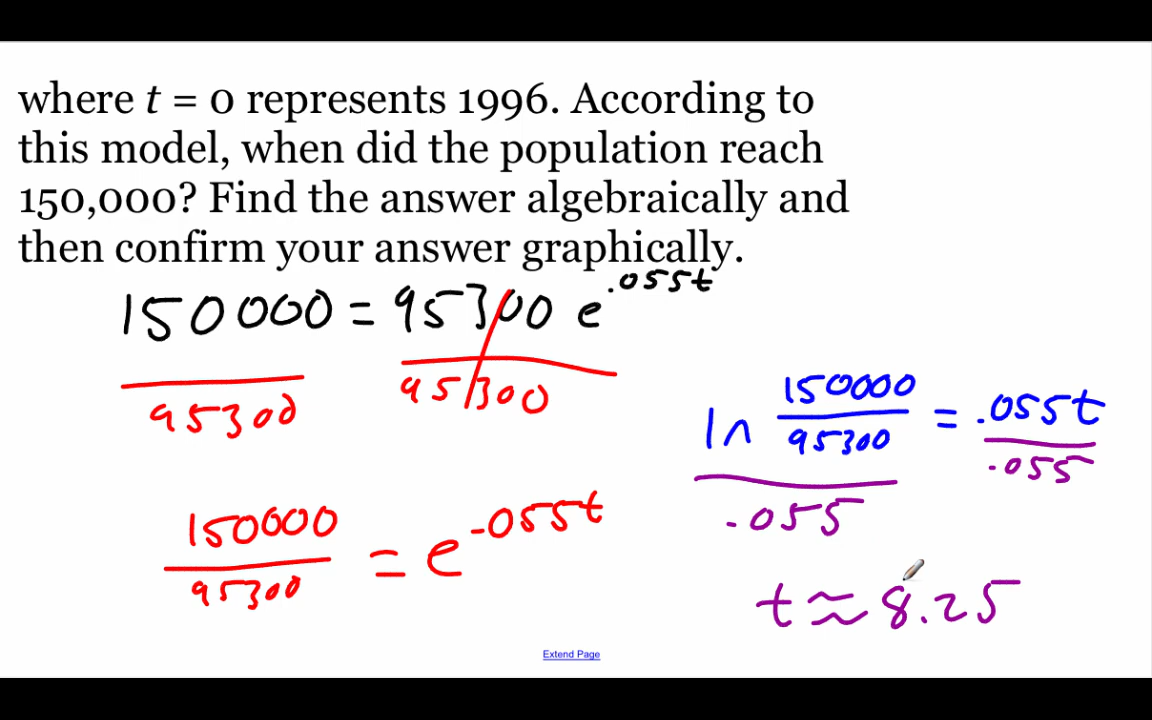 where t = 0 represents 1996. According to
this model, when did the population reach
150,000? Find the answer algebraically and
then confirm your answer graphically.
150000 = 95300 e^.055t
95300 95300
150000/95300 = e^.055t
ln 150000/95300 = .055t
.055 .055
t ≈ 8.25
Extend Page